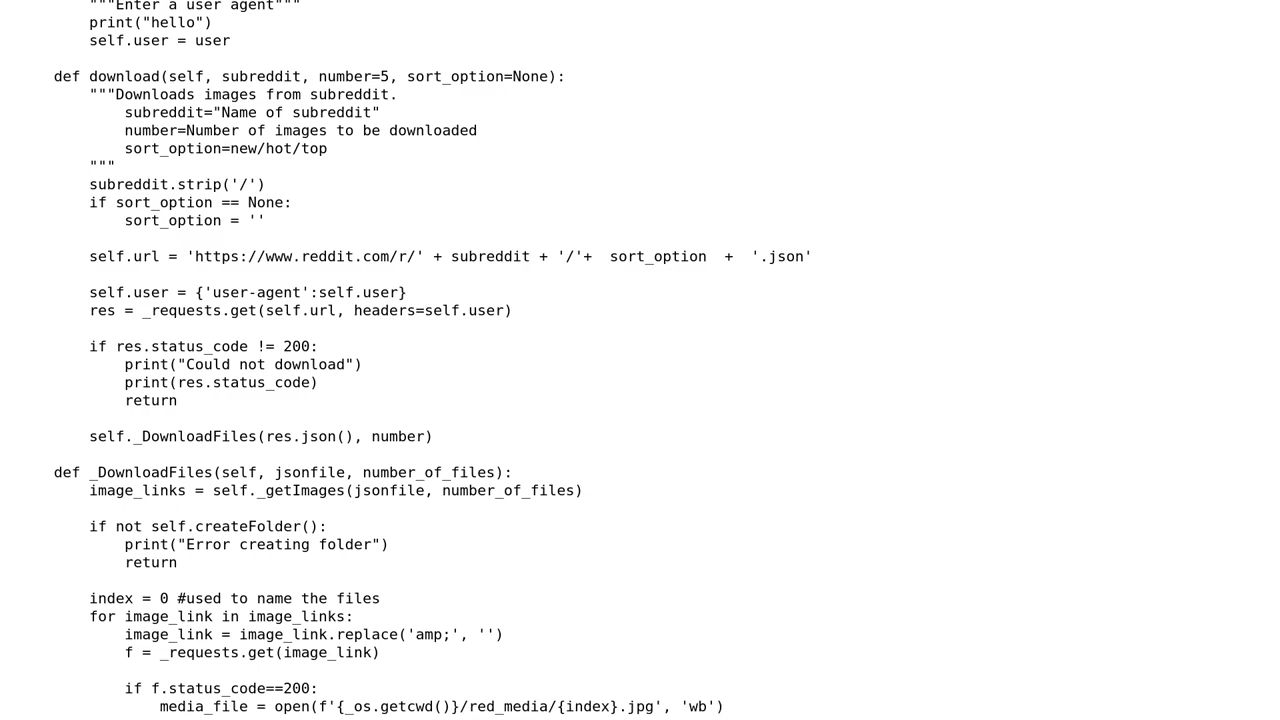 """Enter a user agent"""
print("hello")
self.user = user
def download(self, subreddit, number=5, sort_option=None):
"""Downloads images from subreddit.
subreddit="Name of subreddit"
number=Number of images to be downloaded
sort_option=new/hot/top
"""
subreddit.strip('/')
if sort_option == None:
sort_option = ''
self.url = 'https://www.reddit.com/r/' + subreddit + '/'+  sort_option  +  '.json'
self.user = {'user-agent':self.user}
res = _requests.get(self.url, headers=self.user)
if res.status_code != 200:
print("Could not download")
print(res.status_code)
return
self._DownloadFiles(res.json(), number)
def _DownloadFiles(self, jsonfile, number_of_files):
image_links = self._getImages(jsonfile, number_of_files)
if not self.createFolder():
print("Error creating folder")
return
index = 0 #used to name the files
for image_link in image_links:
image_link = image_link.replace('amp;', '')
f = _requests.get(image_link)
if f.status_code==200:
media_file = open(f'{_os.getcwd()}/red_media/{index}.jpg', 'wb')